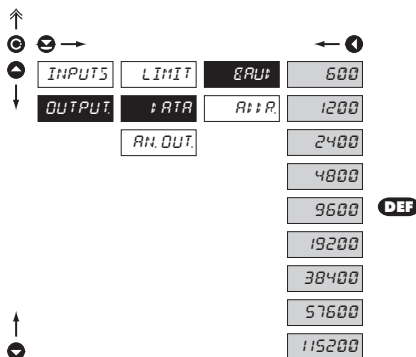 INPUTS LIMIT BAUD 600
OUTPUT. DATA ADDR. 1200
AN. OUT. 2400
4800
9600 DEF
19200
38400
57600
115200